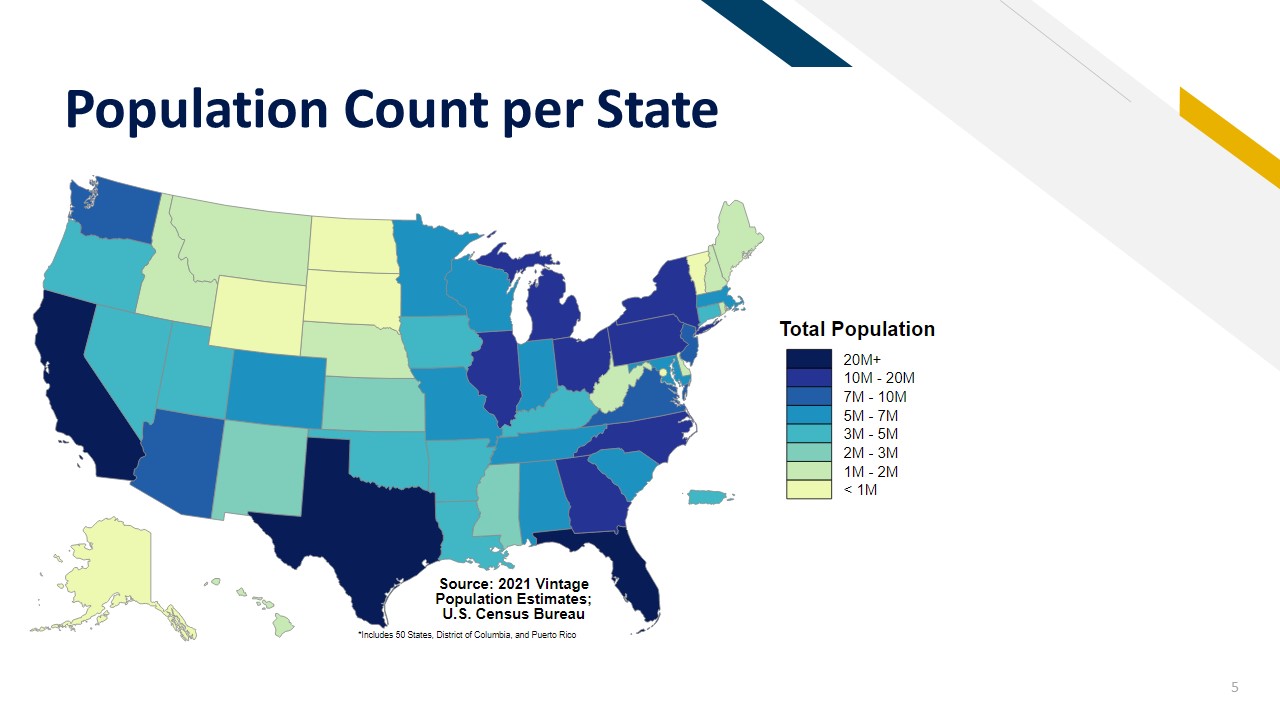 Population Count per State
Total Population
20M+
10M - 20M
7M - 10M
5M - 7M
3M - 5M
2M - 3M
1M - 2M
< 1M
Source: 2021 Vintage
Population Estimates;
U.S. Census Bureau
*Includes 50 States, District of Columbia, and Puerto Rico
5